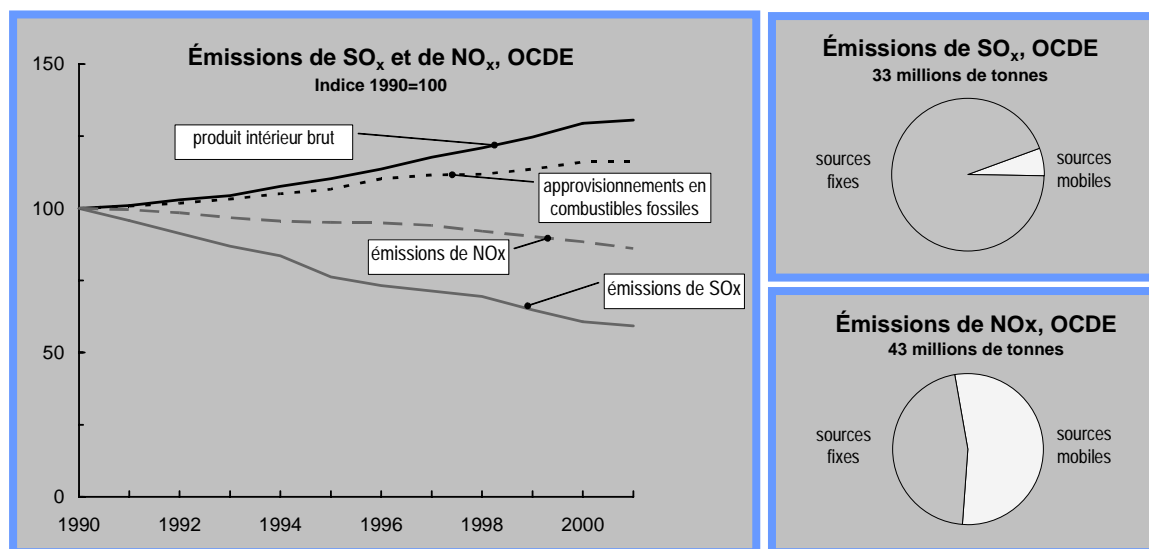 Émissions de SOx et de NOx, OCDE
Indice 1990=100
150
100
50
0
produit intérieur brut
approvisionnements en
combustibles fossiles
émissions de NOx
émissions de SOx
1990 1992 1994 1996 1998 2000
Émissions de SOx, OCDE
33 millions de tonnes
sources
fixes
sources
mobiles
Émissions de NOx, OCDE
43 millions de tonnes
sources
fixes
sources
mobiles